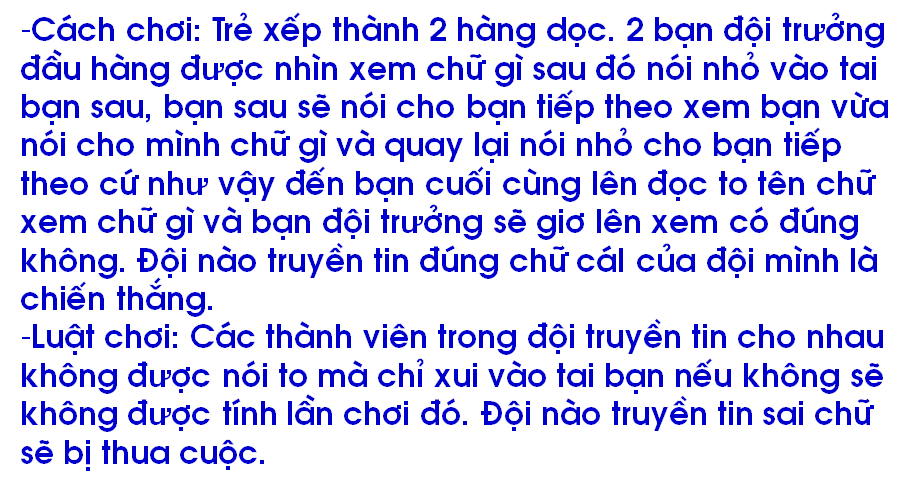 -Cách chơi: Trẻ xếp thành 2 hàng dọc. 2 bạn đội trưởng
đầu hàng được nhìn xem chữ gì sau đó nói nhỏ vào tai
bạn sau, bạn sau sẽ nói cho bạn tiếp theo xem bạn vừa
nói cho mình chữ gì và quay lại nói nhỏ cho bạn tiếp
theo cứ như vậy đến bạn cuối cùng lên đọc to tên chữ
xem chữ gì và bạn đội trưởng sẽ giơ lên xem có đúng
không. Đội nào truyền tin đúng chữ cáI của đội mình là
chiến thắng.
-Luật chơi: Các thành viên trong đội truyền tin cho nhau
không được nói to mà chỉ xui vào tai bạn nếu không sẽ
không được tính lần chơi đó. Đội nào truyền tin sai chữ
sẽ bị thua cuộc.